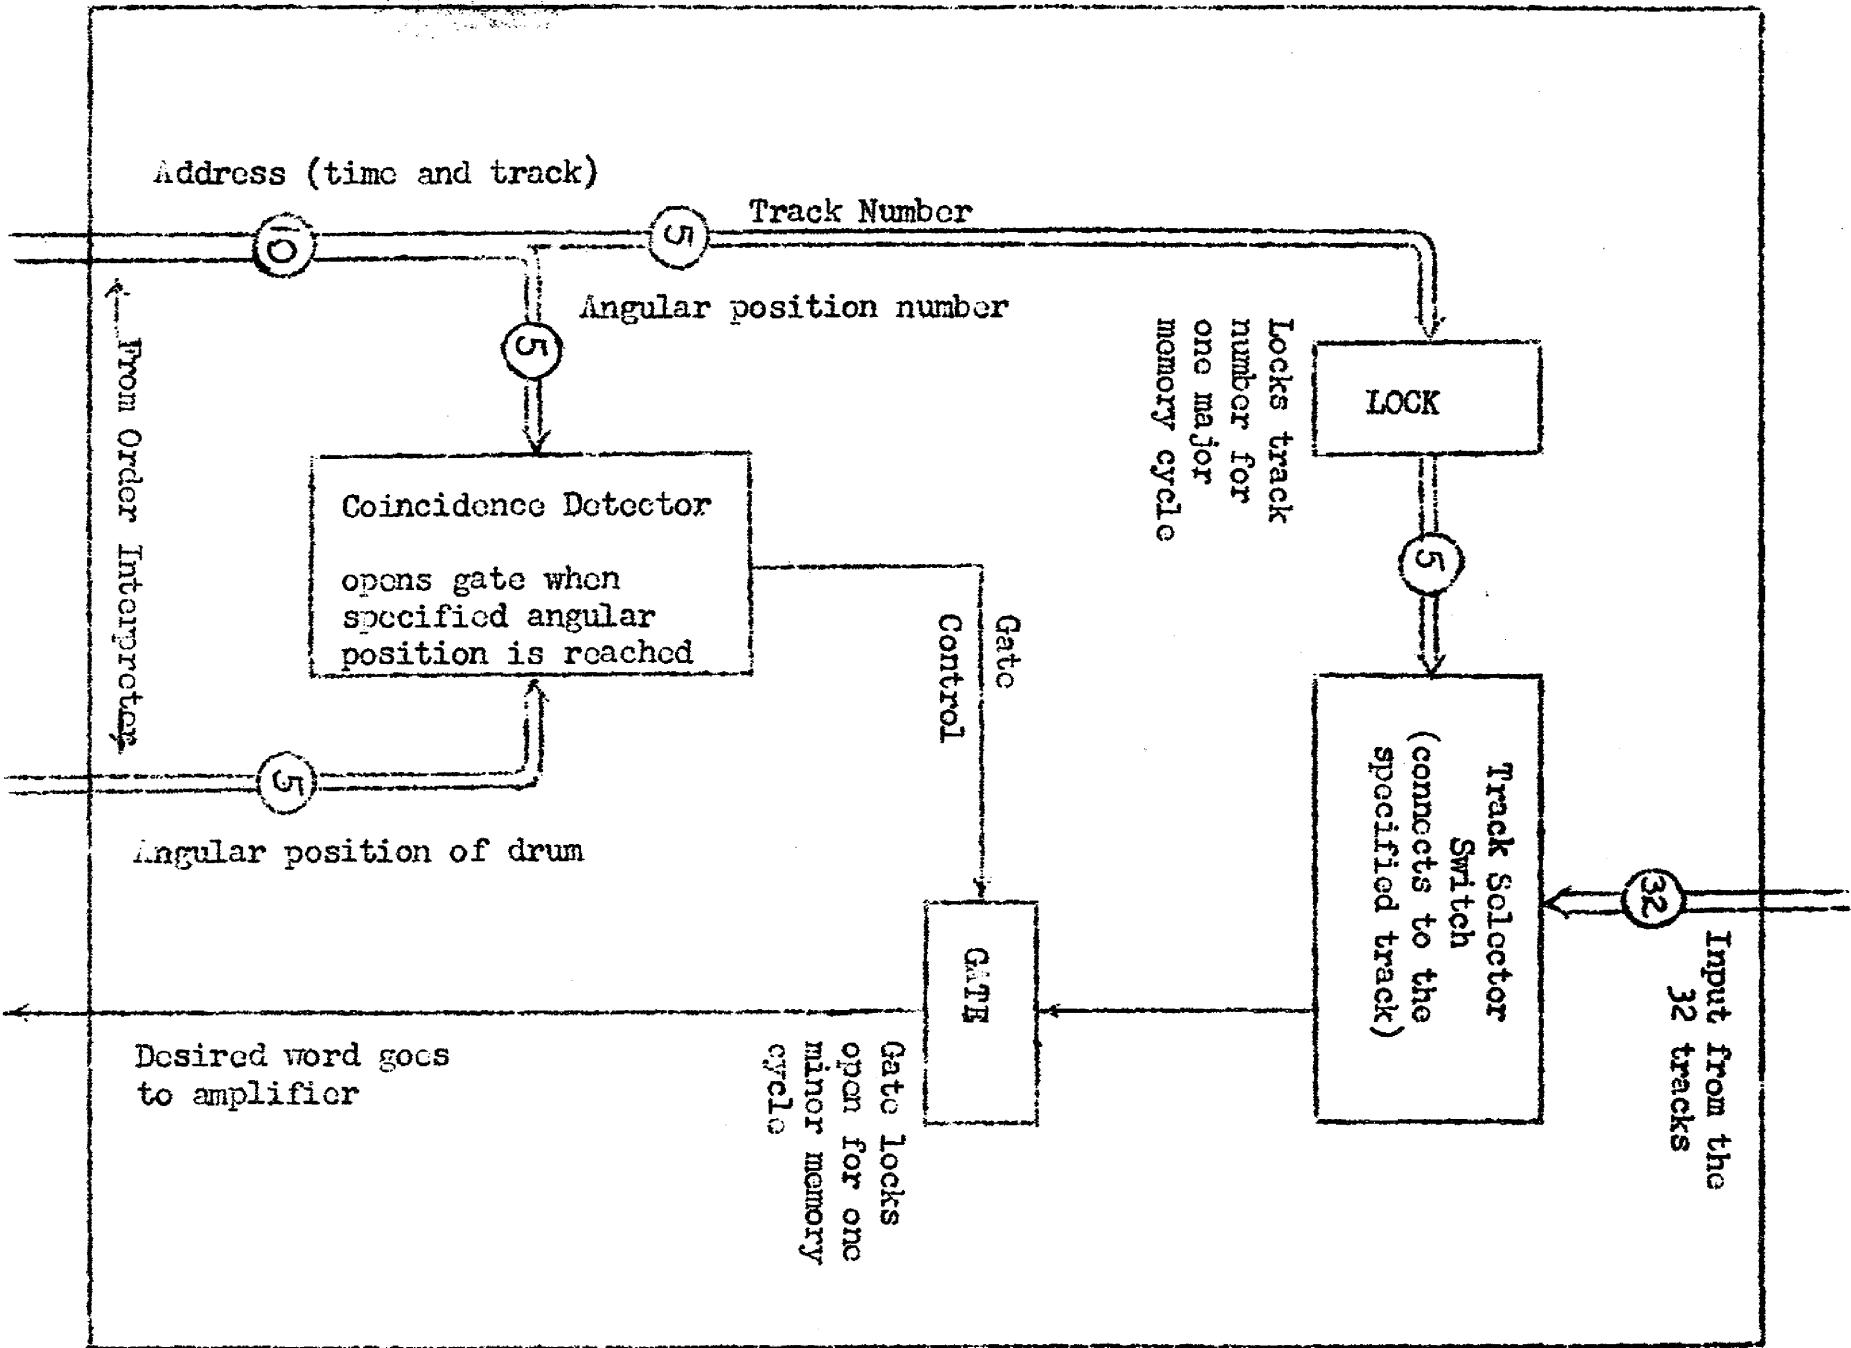 Address (time and track)
10
5
Track Number
Angular position number
5
From Order Interpreter
Locks track
number for
one major
memory cycle
LOCK
5
Coincidence Detector
opens gate when
specified angular
position is reached
Gate
Control
5
Angular position of drum
Track Selector
Switch
(connects to the
specified track)
32
Input from the
32 tracks
GATE
Gate locks
open for one
minor memory
cycle
Desired word goes
to amplifier